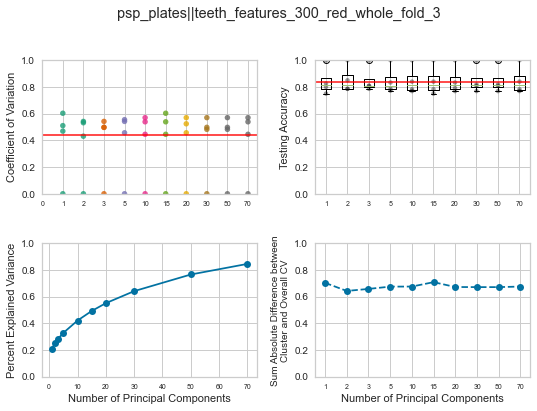 psp_plates||teeth_features_300_red_whole_fold_3
Coefficient of Variation
1.0
0.8
0.6
0.4
0.2
0.0
0 1 2 3 5 10 15 20 30 50 70
Testing Accuracy
1.0
0.8
0.6
0.4
0.2
0.0
1 2 3 5 10 15 20 30 50 70
Percent Explained Variance
1.0
0.8
0.6
0.4
0.2
0.0
0 10 20 30 40 50 60 70
Number of Principal Components
Sum Absolute Difference between
Cluster and Overall CV
1.0
0.8
0.6
0.4
0.2
0.0
1 2 3 5 10 15 20 30 50 70
Number of Principal Components